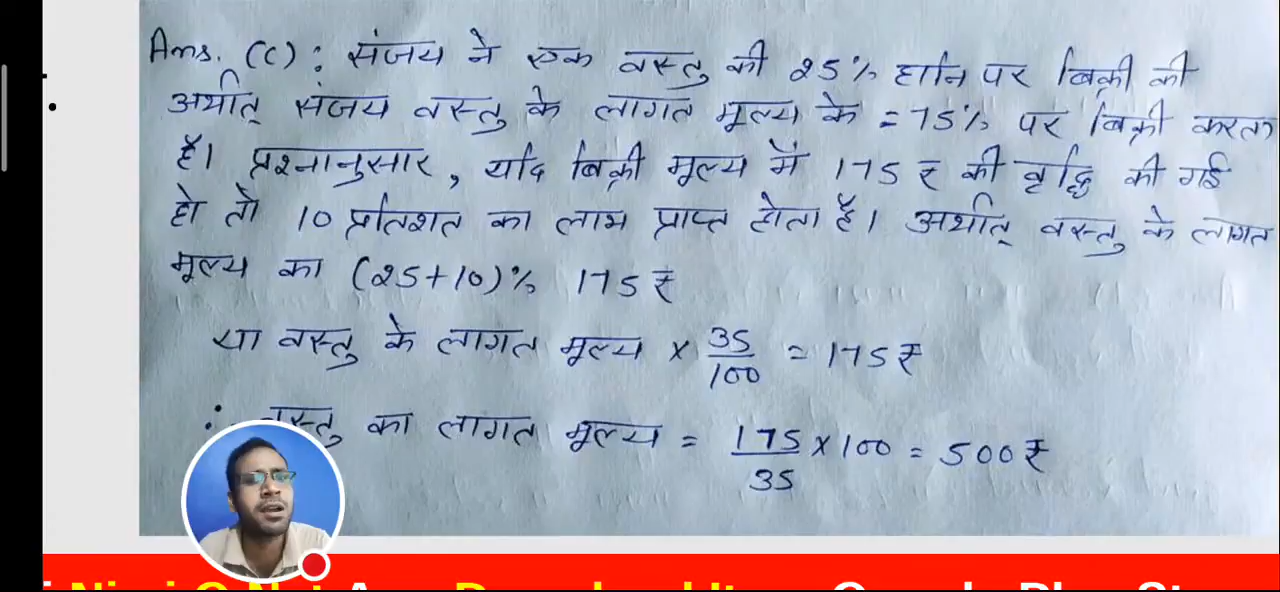 Ans. (c) : संजय ने एक वस्तु की 25% हानि पर बिक्री की
अर्थात् संजय वस्तु के लागत मूल्य के = 75% पर बिक्री करता
है। प्रश्नानुसार, यदि बिक्री मूल्य में 175 ₹ की वृद्धि की गई
हो तो 10 प्रतिशत का लाभ प्राप्त होता है। अर्थात् वस्तु के लागत
मूल्य का (25+10)% 175 ₹
या वस्तु के लागत मूल्य × 35/100 = 175 ₹
∴ वस्तु का लागत मूल्य = 175/35 × 100 = 500 ₹